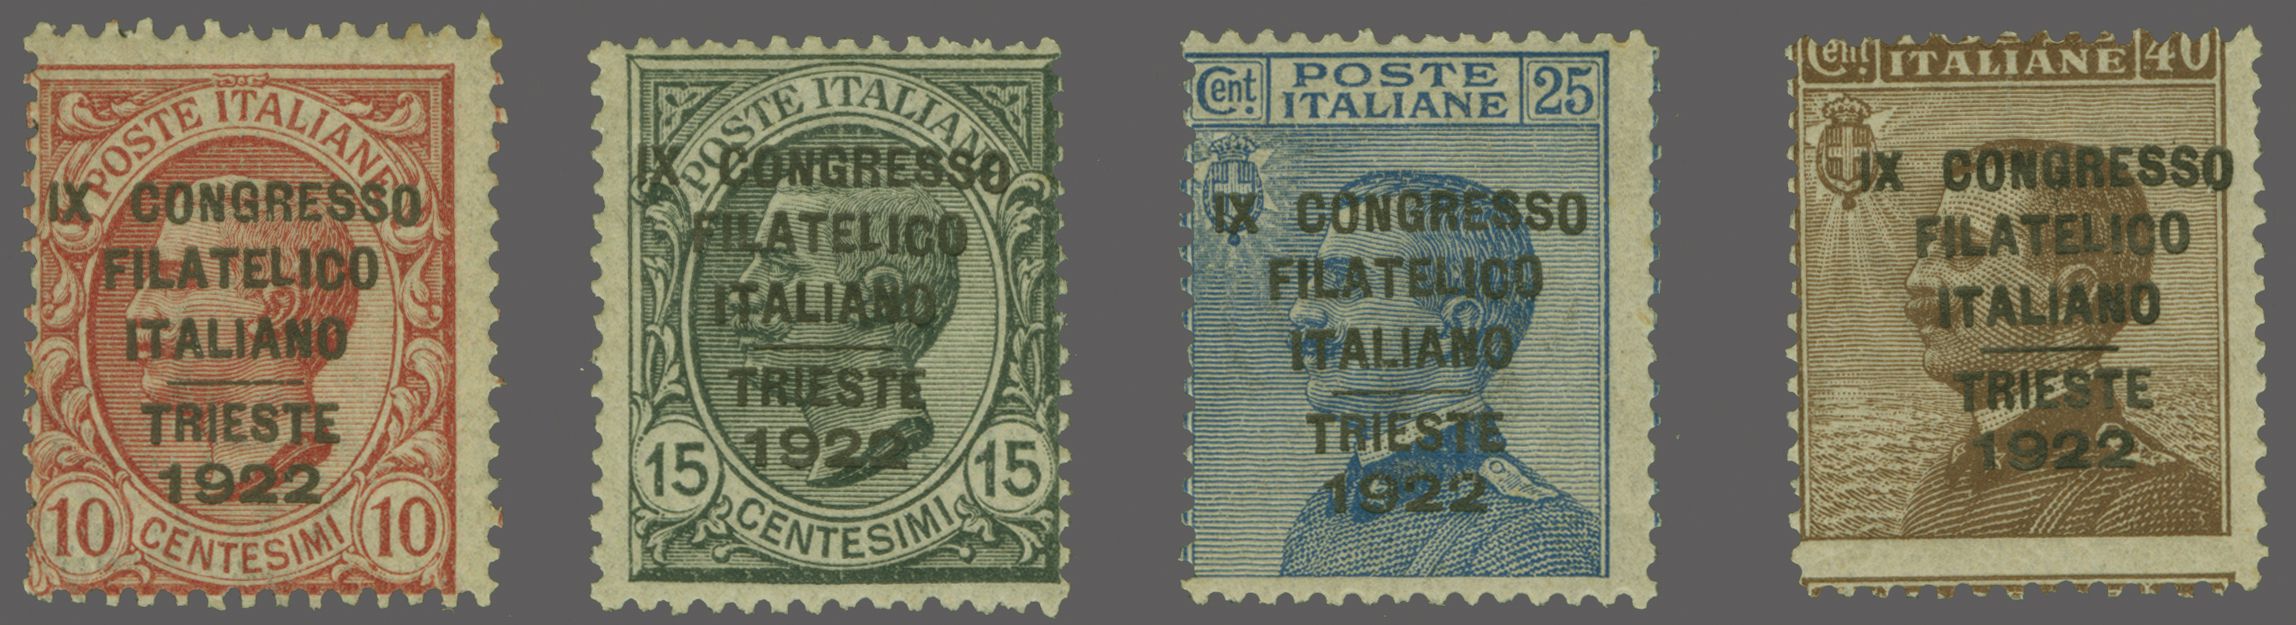 POSTE ITALIANE
IX CONGRESSO
FILATELICO
ITALIANO
TRIESTE
1922
10 CENTESIMI 10
POSTE ITALIANE
IX CONGRESSO
FILATELICO
ITALIANO
TRIESTE
1922
15 CENTESIMI 15
Cent. POSTE 25
ITALIANE
IX CONGRESSO
FILATELICO
ITALIANO
TRIESTE
1922
Cent. ITALIANE 40
IX CONGRESSO
FILATELICO
ITALIANO
TRIESTE
1922